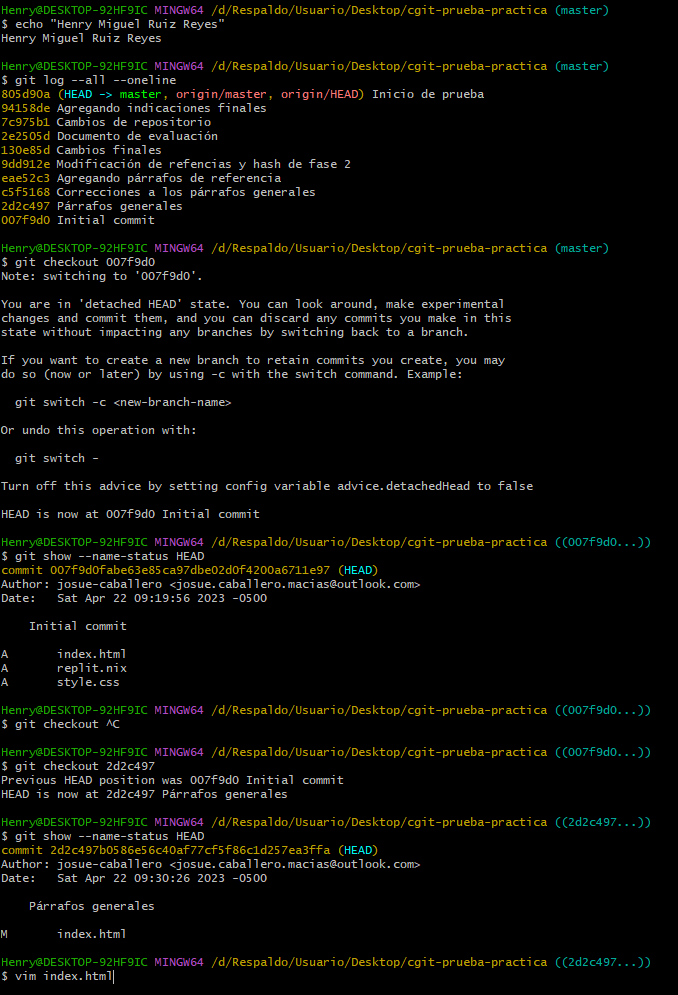 Henry@DESKTOP-92HF9IC MINGW64 /d/Respaldo/Usuario/Desktop/cgit-prueba-practica (master)
$ echo "Henry Miguel Ruiz Reyes"
Henry Miguel Ruiz Reyes

Henry@DESKTOP-92HF9IC MINGW64 /d/Respaldo/Usuario/Desktop/cgit-prueba-practica (master)
$ git log --all --oneline
805d90a (HEAD -> master, origin/master, origin/HEAD) Inicio de prueba
94158de Agregando indicaciones finales
7c975b1 Cambios de repositorio
2e2505d Documento de evaluación
130e85d Cambios finales
9dd912e Modificación de refencias y hash de fase 2
eae52c3 Agregando párrafos de referencia
c5f5168 Correcciones a los párrafos generales
2d2c497 Párrafos generales
007f9d0 Initial commit

Henry@DESKTOP-92HF9IC MINGW64 /d/Respaldo/Usuario/Desktop/cgit-prueba-practica (master)
$ git checkout 007f9d0
Note: switching to '007f9d0'.

You are in 'detached HEAD' state. You can look around, make experimental
changes and commit them, and you can discard any commits you make in this
state without impacting any branches by switching back to a branch.

If you want to create a new branch to retain commits you create, you may
do so (now or later) by using -c with the switch command. Example:

  git switch -c <new-branch-name>

Or undo this operation with:

  git switch -

Turn off this advice by setting config variable advice.detachedHead to false

HEAD is now at 007f9d0 Initial commit

Henry@DESKTOP-92HF9IC MINGW64 /d/Respaldo/Usuario/Desktop/cgit-prueba-practica ((007f9d0...))
$ git show --name-status HEAD
commit 007f9d0fabe63e85ca97dbe02d0f4200a6711e97 (HEAD)
Author: josue-caballero <josue.caballero.macias@outlook.com>
Date:   Sat Apr 22 09:19:56 2023 -0500

    Initial commit

A       index.html
A       replit.nix
A       style.css

Henry@DESKTOP-92HF9IC MINGW64 /d/Respaldo/Usuario/Desktop/cgit-prueba-practica ((007f9d0...))
$ git checkout ^C

Henry@DESKTOP-92HF9IC MINGW64 /d/Respaldo/Usuario/Desktop/cgit-prueba-practica ((007f9d0...))
$ git checkout 2d2c497
Previous HEAD position was 007f9d0 Initial commit
HEAD is now at 2d2c497 Párrafos generales

Henry@DESKTOP-92HF9IC MINGW64 /d/Respaldo/Usuario/Desktop/cgit-prueba-practica ((2d2c497...))
$ git show --name-status HEAD
commit 2d2c497b0586e56c40af77cf5f86c1d257ea3ffa (HEAD)
Author: josue-caballero <josue.caballero.macias@outlook.com>
Date:   Sat Apr 22 09:30:26 2023 -0500

    Párrafos generales

M       index.html

Henry@DESKTOP-92HF9IC MINGW64 /d/Respaldo/Usuario/Desktop/cgit-prueba-practica ((2d2c497...))
$ vim index.html